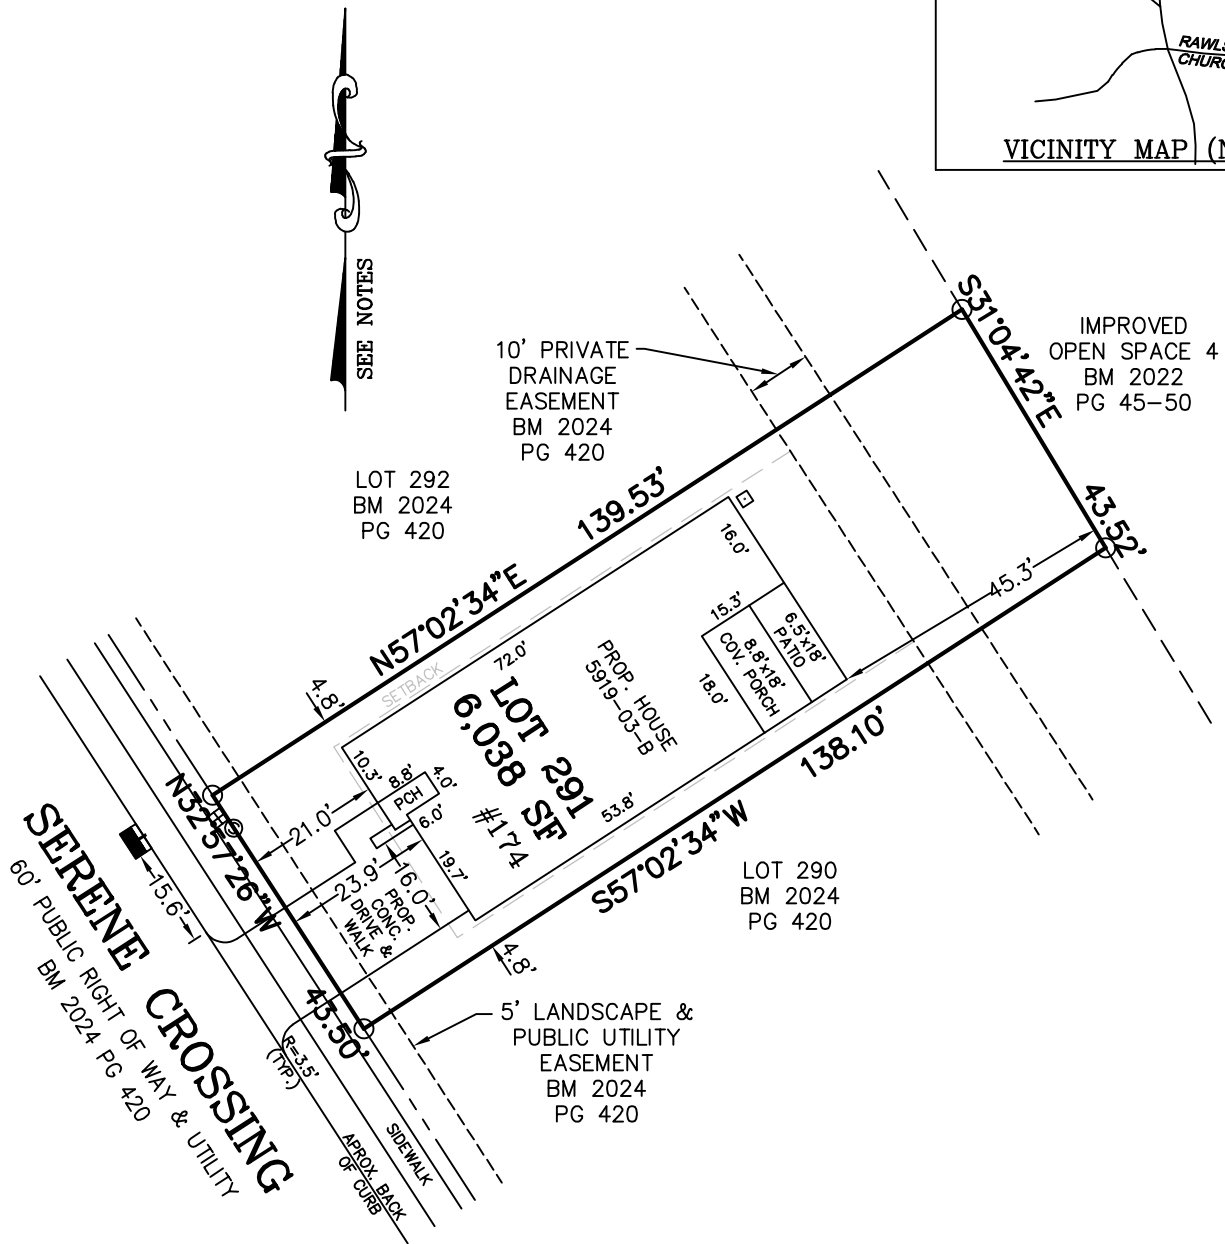 RAWLS
CHURC
VICINITY MAP (N
SEE NOTES
S31°04'42"E
43.52'
IMPROVED
OPEN SPACE 4
BM 2022
PG 45-50
10' PRIVATE
DRAINAGE
EASEMENT
BM 2024
PG 420
LOT 292
BM 2024
PG 420
N57°02'34"E
139.53'
16.0'
15.3'
6.5'x18'
PATIO
8.8'x18'
COV. PORCH
18.0'
45.3'
72.0'
SETBACK
PROP. HOUSE
5919-03-B
LOT 291
6,038 SF
#174
4.8'
10.3'
8.8'
4.0'
PCH
6.0'
19.7'
53.8'
21.0'
23.9'
16.0'
PROP.
CONC.
DRIVE &
WALK
N32°57'26"W
43.50'
S57°02'34"W
138.10'
4.8'
LOT 290
BM 2024
PG 420
15.6'
SERENE CROSSING
60' PUBLIC RIGHT OF WAY & UTILITY
BM 2024 PG 420
R=3.5'
(TYP.)
5' LANDSCAPE &
PUBLIC UTILITY
EASEMENT
BM 2024
PG 420
SIDEWALK
APROX. BACK
OF CURB